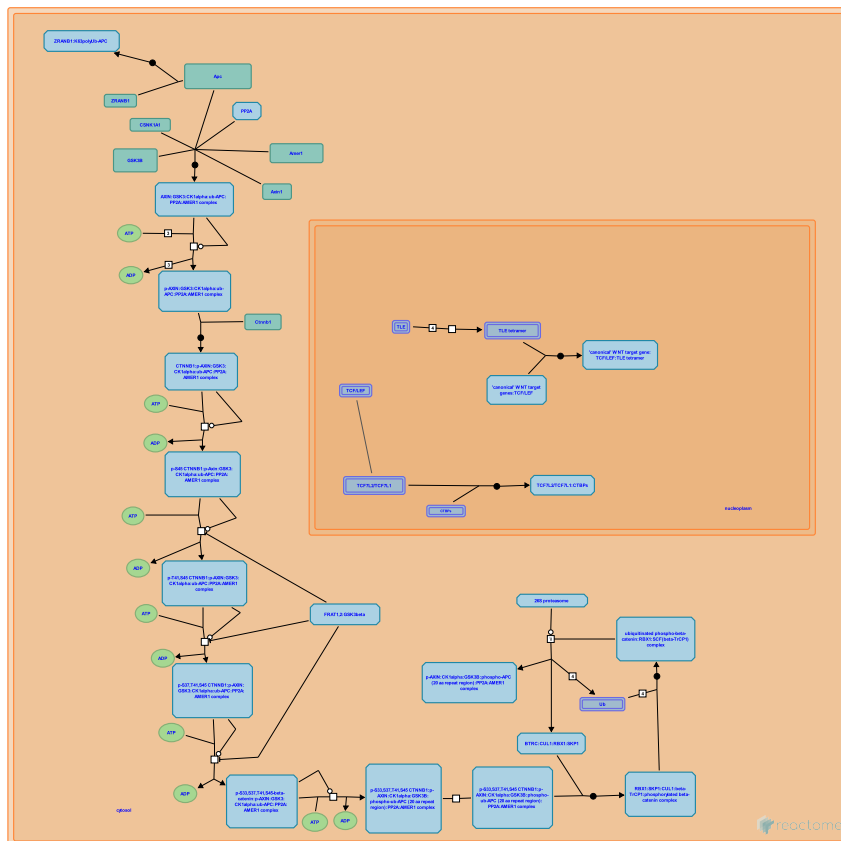 ZRANB1:K63polyUb-APC
Apc
ZRANB1
PP2A
CSNK1A1
GSK3B
Amer1
Axin1
AXIN:GSK3:CK1alpha:ub-APC:
PP2A:AMER1 complex
ATP
3
3
ADP
p-AXIN:GSK3:CK1alpha:ub-
APC:PP2A:AMER1 complex
Ctnnb1
CTNNB1:p-AXIN:GSK3:
CK1alpha:ub-APC:PP2A:
AMER1 complex
ATP
ADP
p-S45 CTNNB1:p-Axin:GSK3:
CK1alpha:ub-APC:PP2A:
AMER1 complex
ATP
ADP
p-T41,S45 CTNNB1:p-AXIN:GSK3:
CK1alpha:ub-APC:PP2A:AMER1
complex
ATP
FRAT1,2:GSK3beta
ADP
p-S37,T41,S45 CTNNB1:p-AXIN:
GSK3:CK1alpha:ub-APC:PP2A:
AMER1 complex
ATP
ADP
p-S33,S37,T41,S45-beta-
catenin:p-AXIN:GSK3:
CK1alpha:ub-APC:PP2A:
AMER1 complex
ATP
ADP
p-S33,S37,T41,S45 CTNNB1:p-
AXIN:CK1alpha:GSK3B:
phospho-ub-APC (20 aa repeat
region):PP2A:AMER1 complex
p-S33,S37,T41,S45 CTNNB1:p-
AXIN:CK1alpha:GSK3B:phospho-
ub-APC (20 aa repeat region):
PP2A:AMER1 complex
TLE
4
TLE tetramer
'canonical' WNT target gene:
TCF/LEF:TLE tetramer
'canonical' WNT target
genes:TCF/LEF
TCF/LEF
TCF7L2/TCF7L1
CTBPs
TCF7L2/TCF7L1:CTBPs
nucleoplasm
26S proteasome
ubiquitinated phospho-beta-
catenin:RBX1:SCF(beta-TrCP1)
complex
p-AXIN:CK1alpha:GSK3B:phospho-APC
(20 aa repeat region):PP2A:AMER1
complex
4
Ub
4
BTRC:CUL1:RBX1:SKP1
RBX1:SKP1:CUL1:beta-
TrCP1:phosphorylated beta-
catenin complex
cytosol
reactome